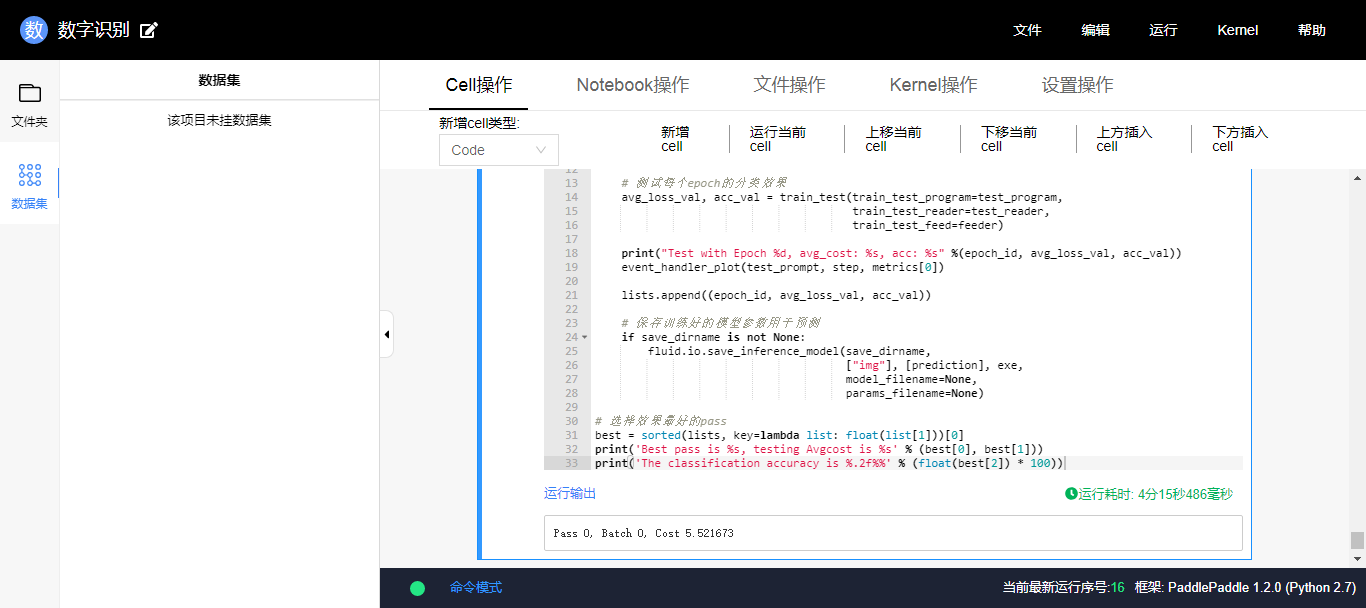 数 数字识别 文件 编辑 运行 Kernel 帮助
文件夹
数据集
数据集
该项目未挂数据集
Cell操作 Notebook操作 文件操作 Kernel操作 设置操作
新增cell类型:
Code
新增cell 运行当前cell 上移当前cell 下移当前cell 上方插入cell 下方插入cell
12
13 # 测试每个epoch的分类效果
14 avg_loss_val, acc_val = train_test(train_test_program=test_program,
15 train_test_reader=test_reader,
16 train_test_feed=feeder)
17
18 print("Test with Epoch %d, avg_cost: %s, acc: %s" %(epoch_id, avg_loss_val, acc_val))
19 event_handler_plot(test_prompt, step, metrics[0])
20
21 lists.append((epoch_id, avg_loss_val, acc_val))
22
23 # 保存训练好的模型参数用于预测
24 if save_dirname is not None:
25 fluid.io.save_inference_model(save_dirname,
26 ["img"], [prediction], exe,
27 model_filename=None,
28 params_filename=None)
29
30 # 选择效果最好的pass
31 best = sorted(lists, key=lambda list: float(list[1]))[0]
32 print('Best pass is %s, testing Avgcost is %s' % (best[0], best[1]))
33 print('The classification accuracy is %.2f%%' % (float(best[2]) * 100))
运行输出 运行耗时: 4分15秒486毫秒
Pass 0, Batch 0, Cost 5.521673
命令模式 当前最新运行序号:16 框架: PaddlePaddle 1.2.0 (Python 2.7)